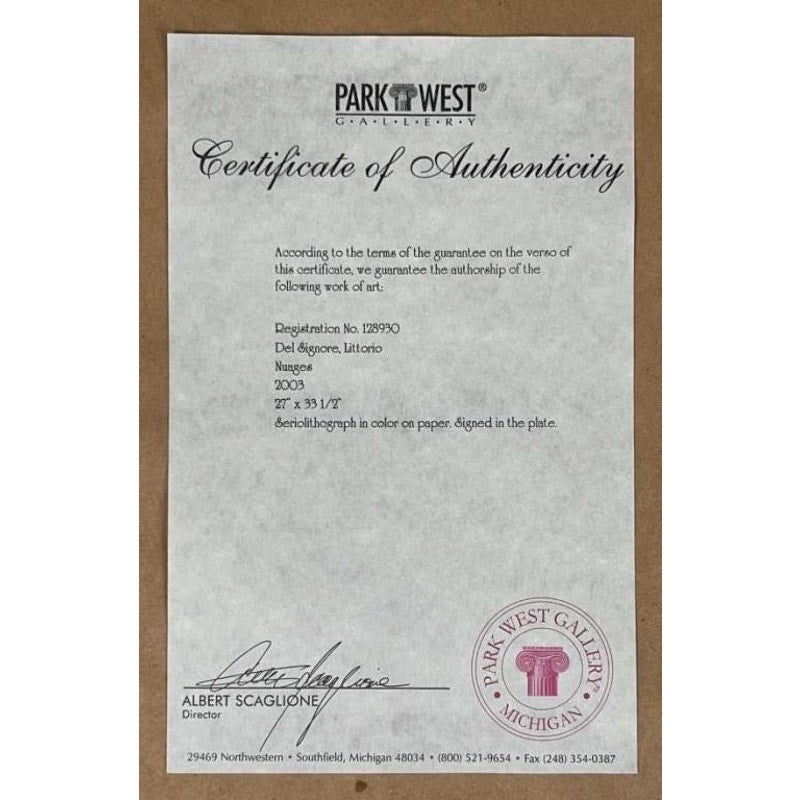 PARK WEST®
G·A·L·L·E·R·Y
Certificate of Authenticity
According to the terms of the guarantee on the verso of
this certificate, we guarantee the authorship of the
following work of art:
Registration No. 128930
Del Signore, Littorio
Nuages
2003
27" x 33 1/2"
Seriolithograph in color on paper. Signed in the plate.
Albert Scaglione
ALBERT SCAGLIONE
Director
PARK WEST GALLERY
• MICHIGAN •
29469 Northwestern • Southfield, Michigan 48034 • (800) 521-9654 • Fax (248) 354-0387